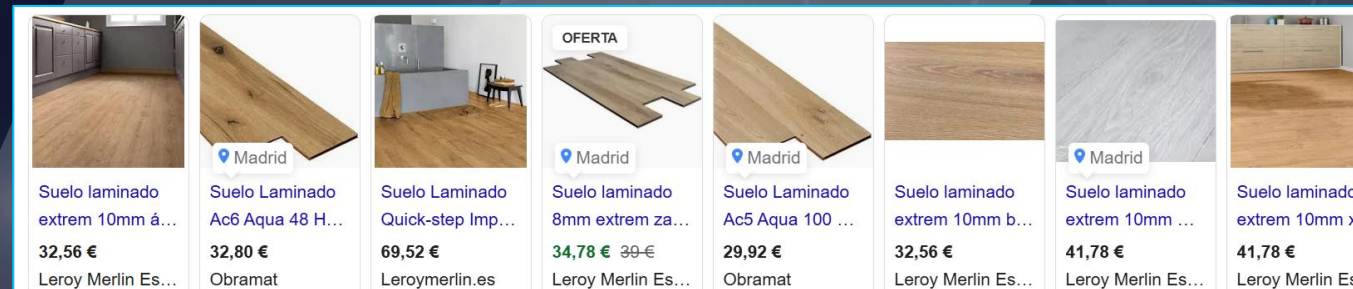 OFERTA
Madrid
Madrid
Madrid
Madrid
Suelo laminado
extrem 10mm á...
32,56 €
Leroy Merlin Es...
Suelo Laminado
Ac6 Aqua 48 H...
32,80 €
Obramat
Suelo Laminado
Quick-step Imp...
69,52 €
Leroymerlin.es
Suelo laminado
8mm extrem za...
34,78 € 39 €
Leroy Merlin Es...
Suelo Laminado
Ac5 Aqua 100 ...
29,92 €
Obramat
Suelo laminado
extrem 10mm b...
32,56 €
Leroy Merlin Es...
Suelo laminado
extrem 10mm ...
41,78 €
Leroy Merlin Es...
Suelo laminado
extrem 10mm x
41,78 €
Leroy Merlin Es